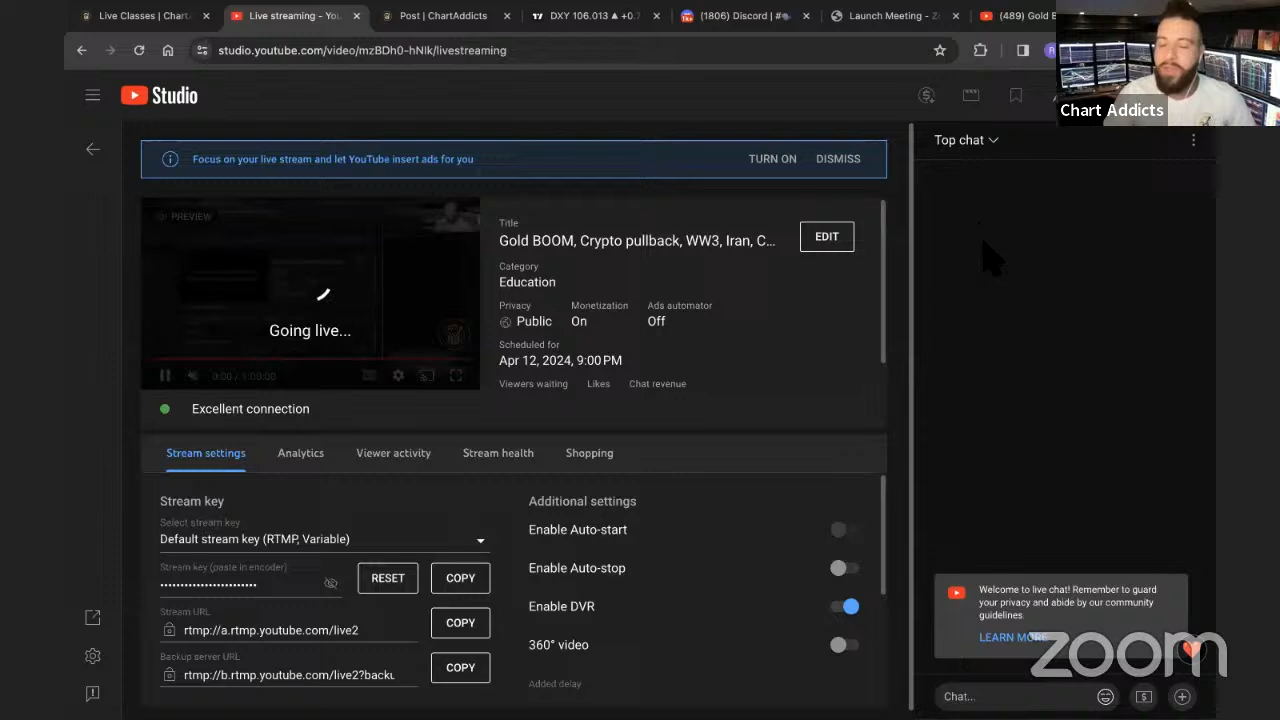 Live Classes | Chart
Live streaming - You
Post | ChartAddicts
DXY 106.013 ▲ +0.7
(1806) Discord | #
Launch Meeting - Z
(489) Gold B
studio.youtube.com/video/mzBDh0-hNIk/livestreaming
Chart Addicts
Studio
Top chat
Focus on your live stream and let YouTube insert ads for you
TURN ON
DISMISS
PREVIEW
Going live...
0:00 / 1:00:00
Title
Gold BOOM, Crypto pullback, WW3, Iran, C...
EDIT
Category
Education
Privacy
Monetization
Ads automator
Public
On
Off
Scheduled for
Apr 12, 2024, 9:00 PM
Viewers waiting
Likes
Chat revenue
Excellent connection
Stream settings
Analytics
Viewer activity
Stream health
Shopping
Stream key
Select stream key
Default stream key (RTMP, Variable)
Stream key (paste in encoder)
RESET
COPY
Stream URL
rtmp://a.rtmp.youtube.com/live2
COPY
Backup server URL
rtmp://b.rtmp.youtube.com/live2?backu
COPY
Additional settings
Enable Auto-start
Enable Auto-stop
Enable DVR
360° video
Added delay
Welcome to live chat! Remember to guard
your privacy and abide by our community
guidelines.
LEARN MORE
zoom
Chat...